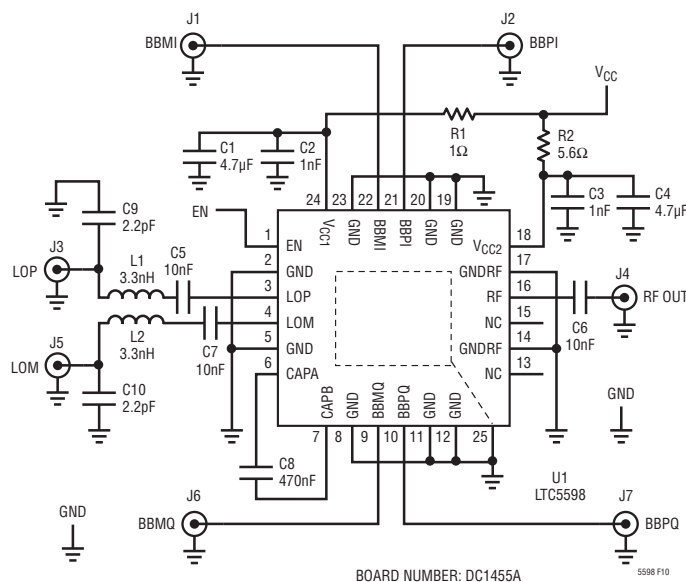 J1
BBMI
J2
BBPI
VCC
R1
1Ω
R2
5.6Ω
C1
4.7µF
C2
1nF
C3
1nF
C4
4.7µF
24 23 22 21 20 19
VCC1 GND BBMI BBPI GND GND
EN
C9
2.2pF
J3
LOP
L1
3.3nH
C5
10nF
J5
LOM
L2
3.3nH
C7
10nF
C10
2.2pF
1 EN
2 GND
3 LOP
4 LOM
5 GND
6 CAPA
VCC2 18
GNDRF 17
RF 16
NC 15
GNDRF 14
NC 13
J4
RF OUT
C6
10nF
CAPB GND BBMQ BBPQ GND GND
7 8 9 10 11 12 25
C8
470nF
GND
GND
U1
LTC5598
J6
BBMQ
J7
BBPQ
BOARD NUMBER: DC1455A
5598 F10